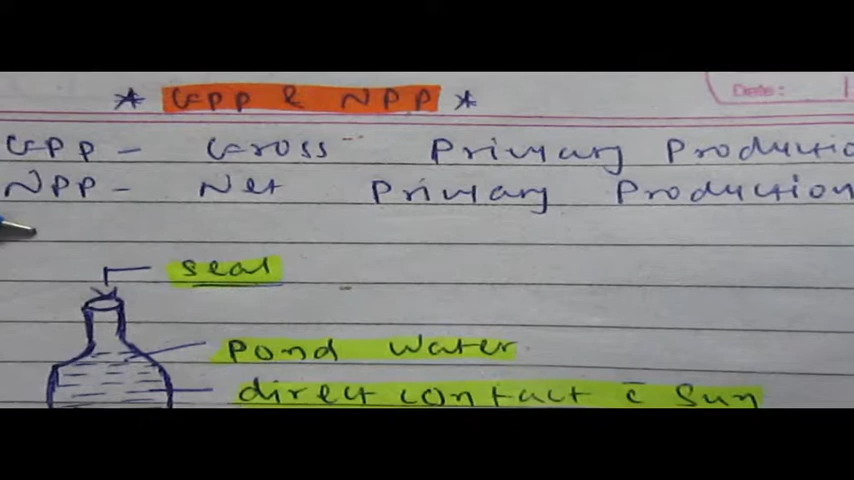 * GPP & NPP *
Date:
GPP - Gross Primary Productio
NPP - Net Primary Production
seal
Pond water
direct contact c̄ Sun